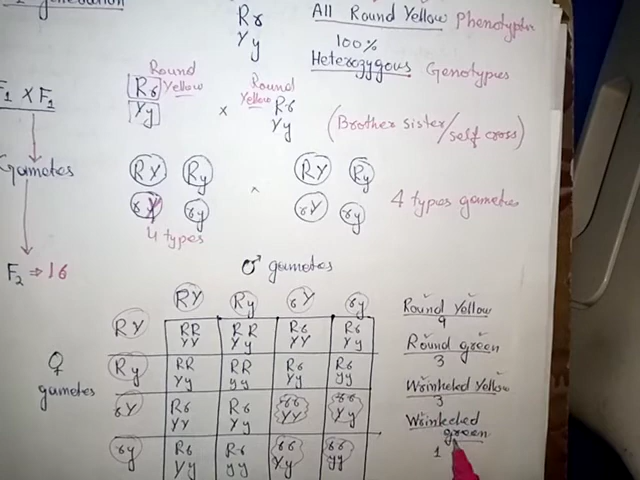 Rr All Round Yellow Phenotype
Yy 100%
Heterozygous Genotypes
F1 X F1
Round Yellow
Rr
Yy
x
Round Yellow
Rr
Yy
(Brother sister/self cross)
Gametes
RY Ry x RY Ry
rY ry rY ry
4 types gametes
4 types
F2 ⇒ 16
♂ gametes
RY Ry rY ry
♀ gametes
RY RR RR Rr Rr
YY Yy YY Yy
Ry RR RR Rr Rr
Yy yy Yy yy
rY Rr Rr rr rr
YY Yy YY Yy
ry Rr Rr rr rr
Yy yy Yy yy
Round Yellow
9
Round green
3
Wrinkeled Yellow
3
Wrinkeled
green
1